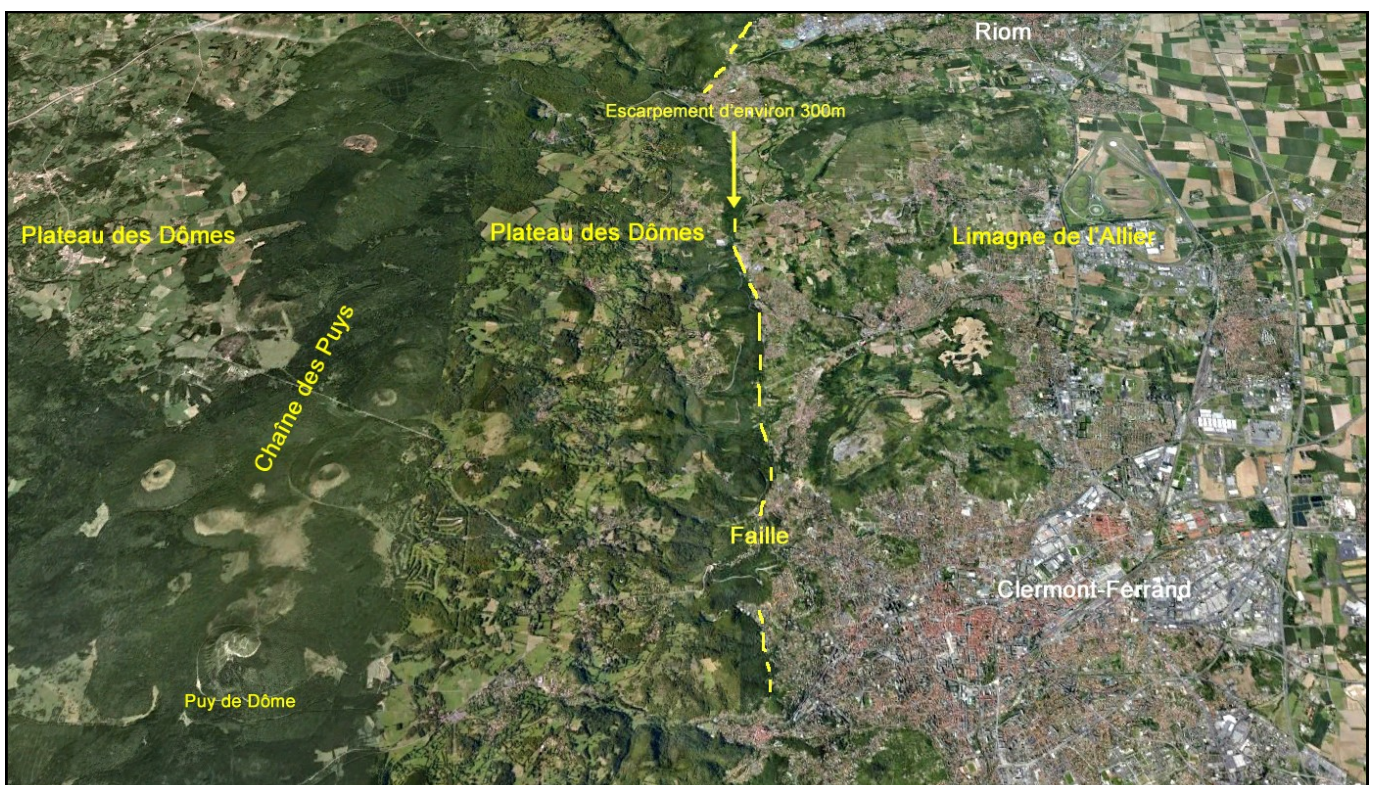 Riom
Escarpement d'environ 300m
Plateau des Dômes
Plateau des Dômes
Limagne de l'Allier
Chaîne des Puys
Faille
Clermont-Ferrand
Puy de Dôme